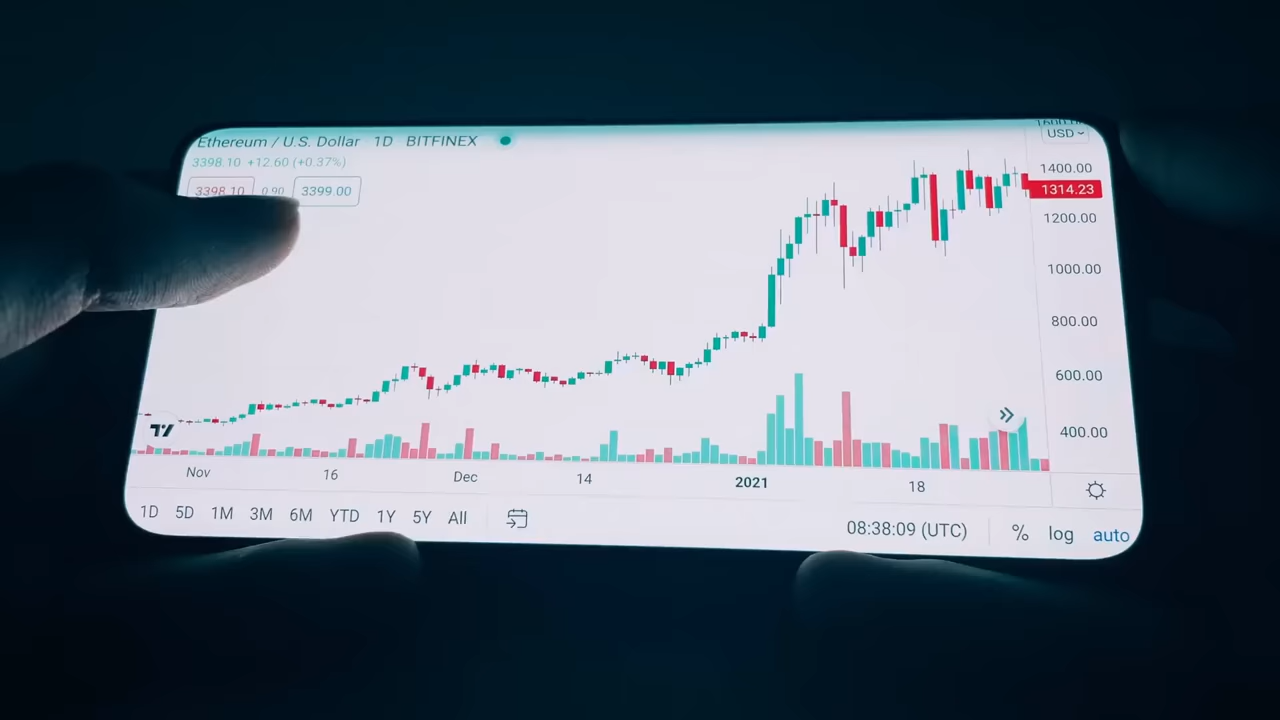 Ethereum / U.S. Dollar 1D BITFINEX
3398.10 +12.60 (+0.37%)
3398.10 0.90 3399.00
USD
1400.00
1314.23
1200.00
1000.00
800.00
600.00
400.00
Nov 16 Dec 14 2021 18
1D 5D 1M 3M 6M YTD 1Y 5Y All
08:38:09 (UTC) % log auto